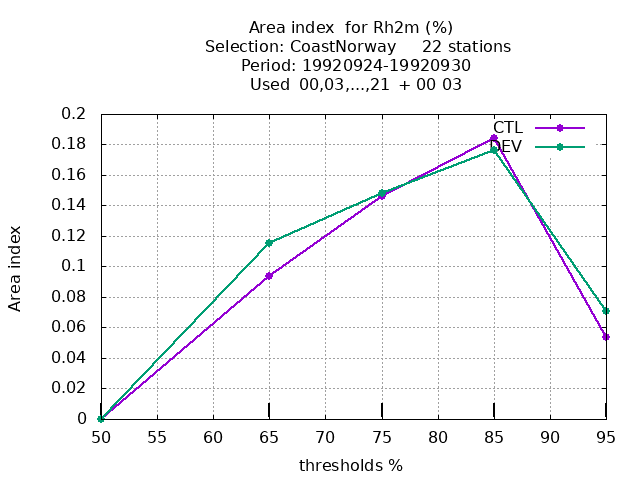 Area index  for Rh2m (%)
Selection: CoastNorway     22 stations
Period: 19920924-19920930
Used  00,03,...,21  + 00 03
0.2
0.18
0.16
0.14
0.12
0.1
0.08
0.06
0.04
0.02
0
Area index
CTL
DEV
50 55 60 65 70 75 80 85 90 95
thresholds %